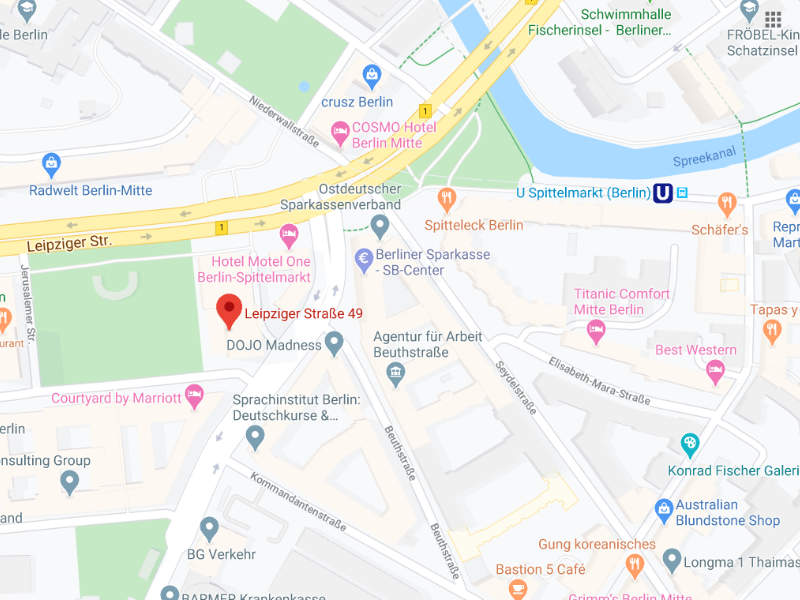 le Berlin
Schwimmhalle
Fischerinsel - Berliner...
FRÖBEL-Kin
Schatzinsel
crusz Berlin
1
Niederwallstraße
COSMO Hotel
Berlin Mitte
Spreekanal
Radwelt Berlin-Mitte
Ostdeutscher
Sparkassenverband
U Spittelmarkt (Berlin)
U
Spitteleck Berlin
Schäfer's
Repr
Mart
1
Leipziger Str.
Jerusalemer Str.
Hotel Motel One
Berlin-Spittelmarkt
Berliner Sparkasse
- SB-Center
n
urant
Leipziger Straße 49
DOJO Madness
Agentur für Arbeit
Beuthstraße
Titanic Comfort
Mitte Berlin
Tapas y
Best Western
Elisabeth-Mara-Straße
Seydelstraße
Courtyard by Marriott
Sprachinstitut Berlin:
Deutschkurse &...
erlin
onsulting Group
Beuthstraße
Konrad Fischer Galeri
Kommandantenstraße
and
BG Verkehr
Beuthstraße
Australian
Blundstone Shop
Gung koreanisches
Bastion 5 Café
Longma 1 Thaimas
BARMER Krankenkasse
Grimm's Berlin Mitte